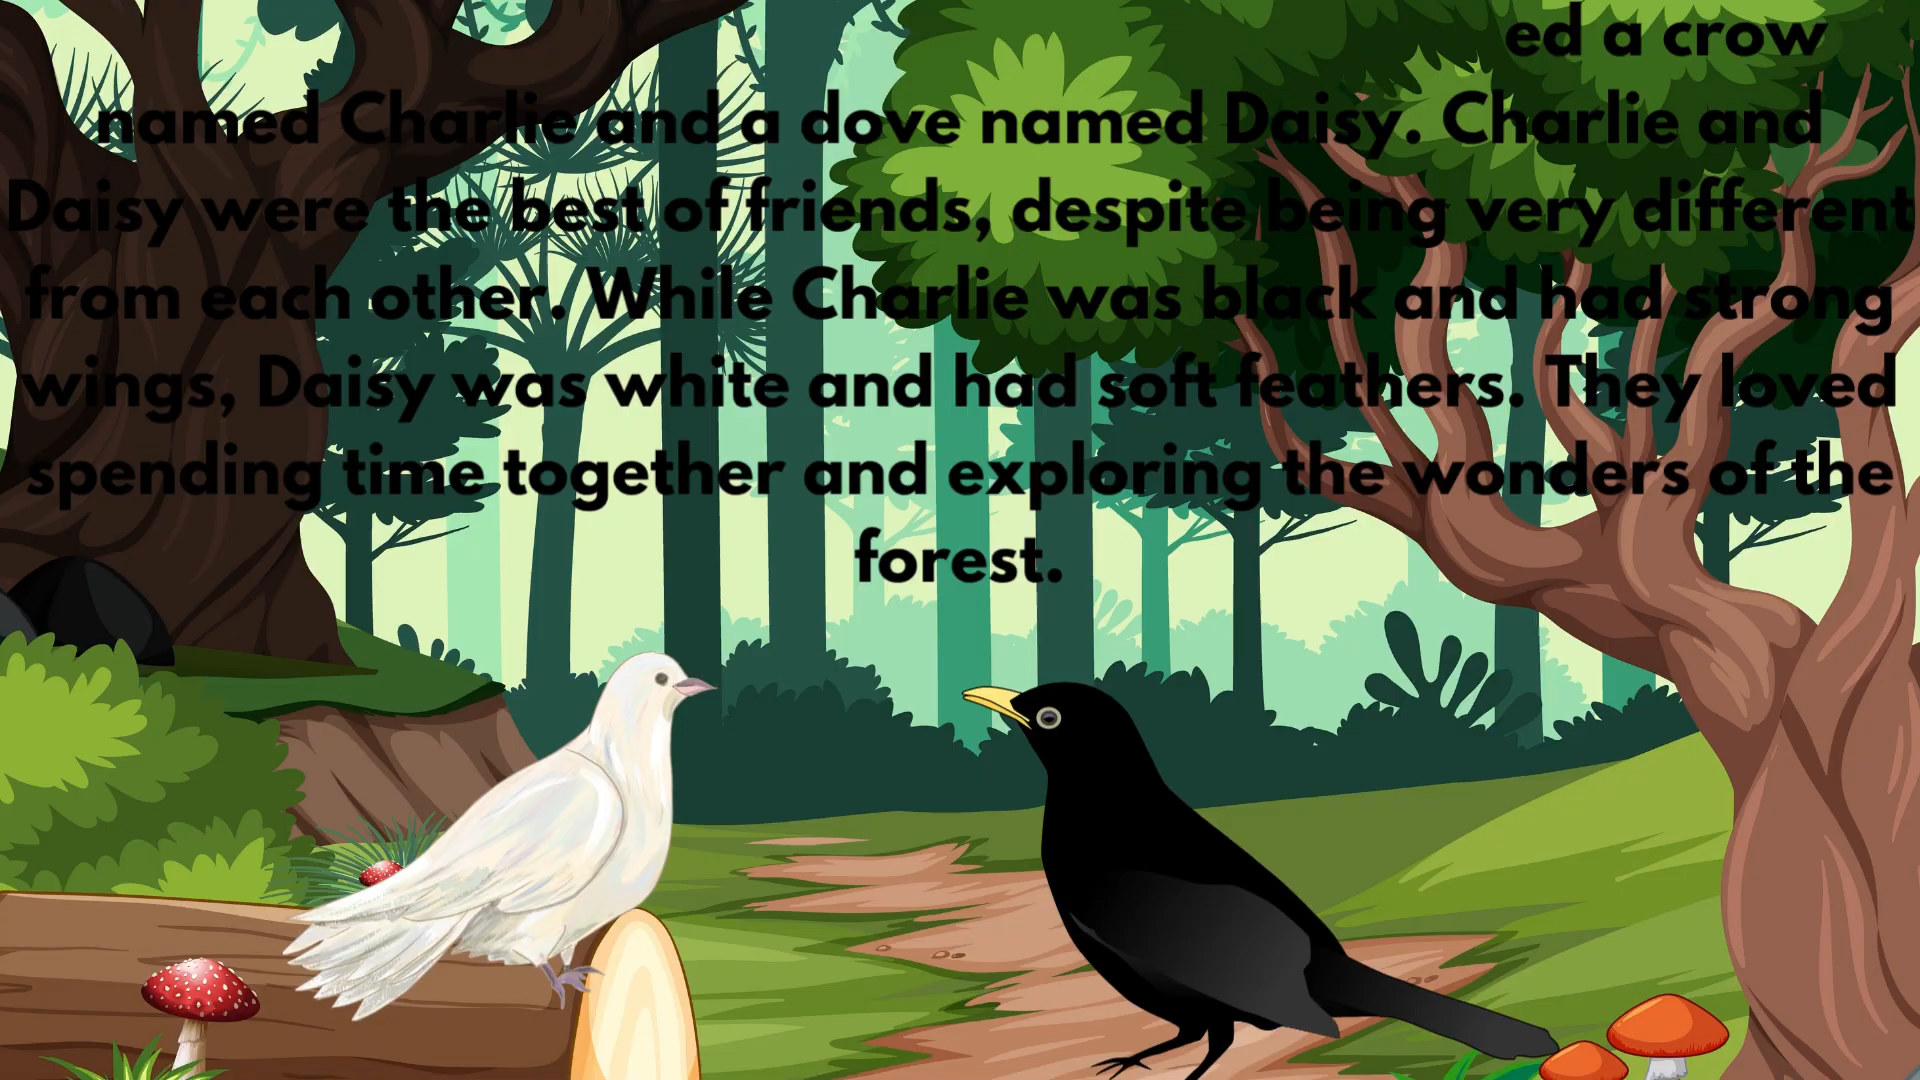 ed a crow
named Charlie and a dove named Daisy. Charlie and
Daisy were the best of friends, despite being very different
from each other. While Charlie was black and had strong
wings, Daisy was white and had soft feathers. They loved
spending time together and exploring the wonders of the
forest.